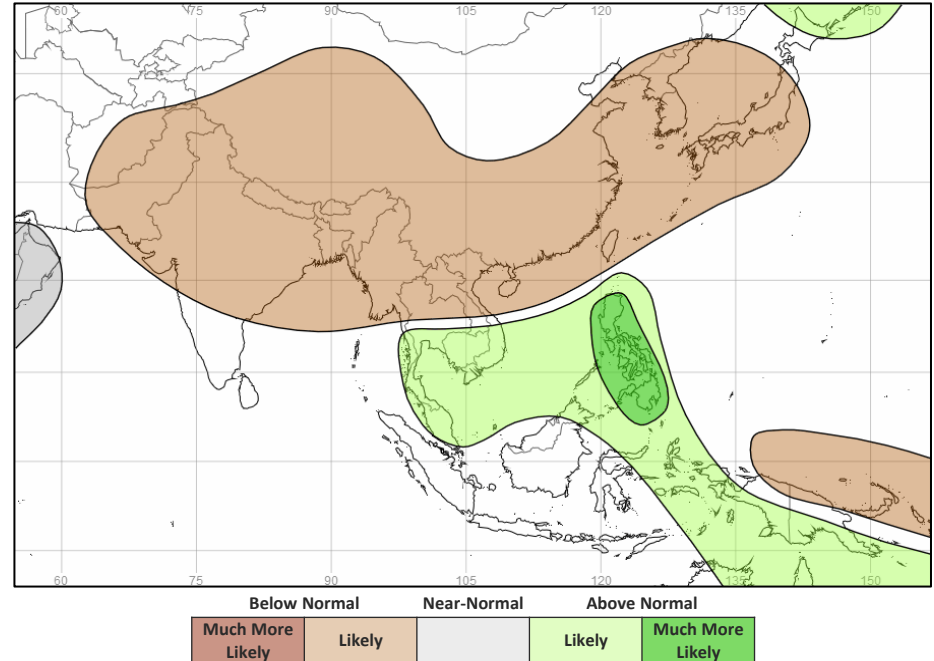 60 75 90 105 120 135 150
60 75 90 105 120 135 150
Below Normal Near-Normal Above Normal
Much More Likely Likely Much More
Likely Likely